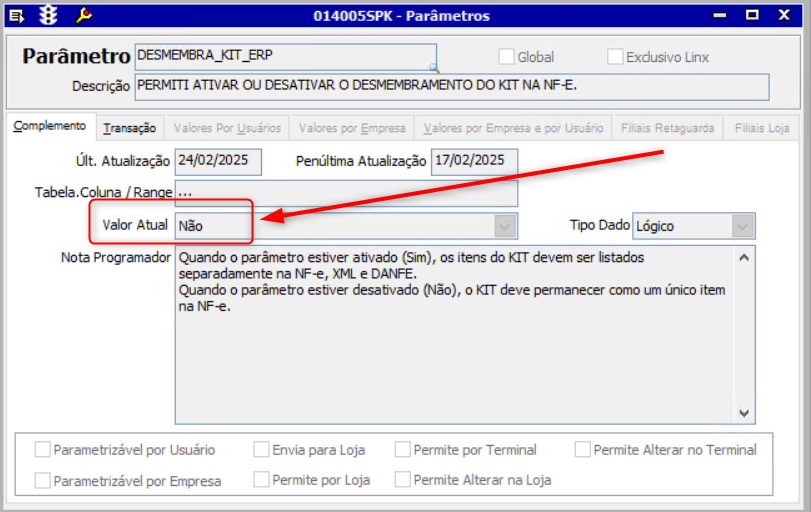 014005SPK - Parâmetros
Parâmetro DESMEMBRA_KIT_ERP Global Exclusivo Linx
Descrição PERMITI ATIVAR OU DESATIVAR O DESMEMBRAMENTO DO KIT NA NF-E.
Complemento Transação Valores Por Usuários Valores por Empresa Valores por Empresa e por Usuário Filiais Retaguarda Filiais Loja
Últ. Atualização 24/02/2025 Penúltima Atualização 17/02/2025
Tabela.Coluna / Range ...
Valor Atual Não Tipo Dado Lógico
Nota Programador Quando o parâmetro estiver ativado (Sim), os itens do KIT devem ser listados
separadamente na NF-e, XML e DANFE.
Quando o parâmetro estiver desativado (Não), o KIT deve permanecer como um único item
na NF-e.
Parametrizável por Usuário Envia para Loja Permite por Terminal Permite Alterar no Terminal
Parametrizável por Empresa Permite por Loja Permite Alterar na Loja